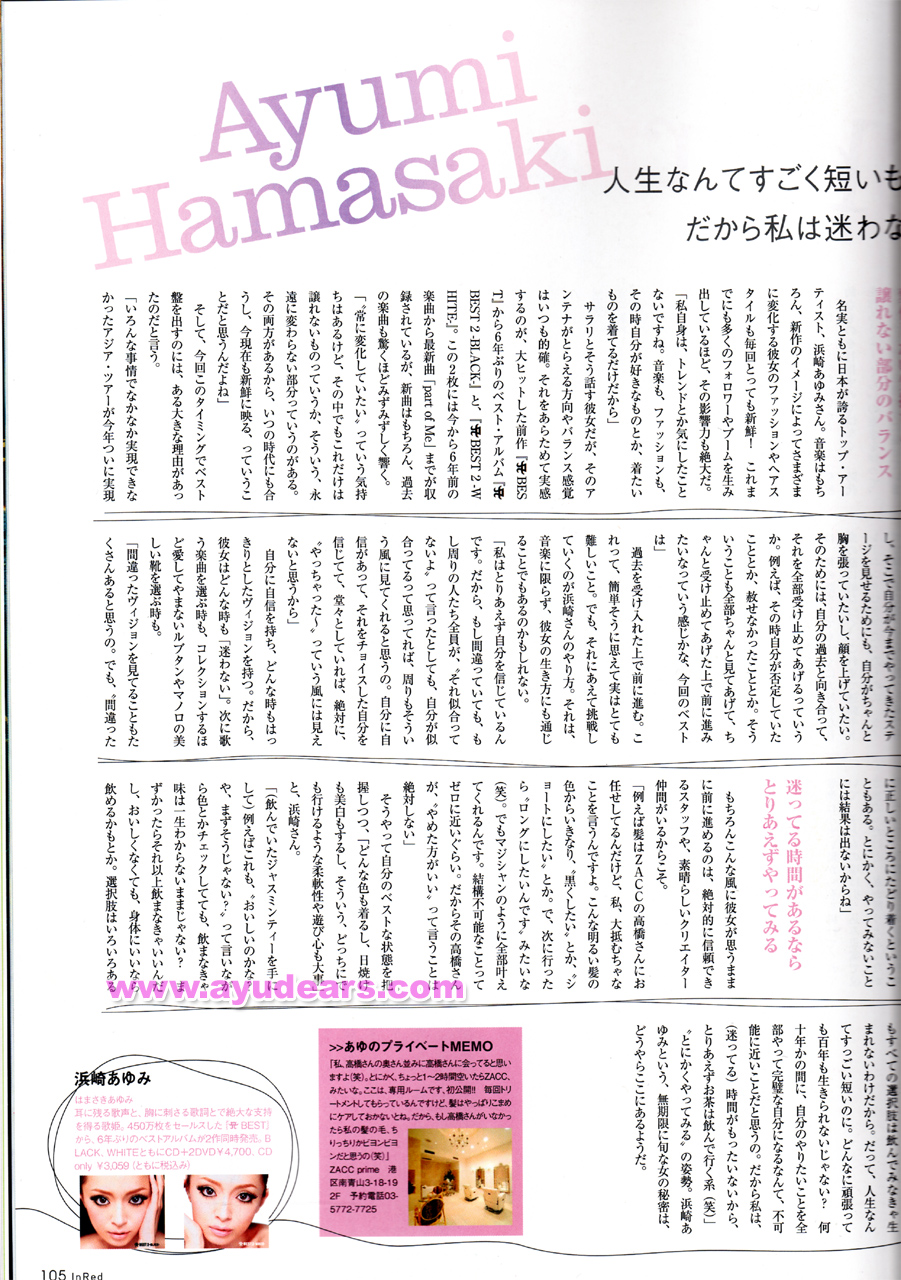 Ayumi
Hamasaki
人生なんてすごく短いも
だから私は迷わな
譲れない部分のバランス
名実ともに日本が誇るトップ・アー
ティスト、浜崎あゆみさん。音楽はもち
ろん、新作のイメージによってさまざま
に変化する彼女のファッションやヘアス
タイルも毎回とっても新鮮! これま
でにも多くのフォロワーやブームを生み
出しているほど、その影響力も絶大だ。
「私自身は、トレンドとか気にしたこと
ないですね。音楽も、ファッションも、
その時自分が好きなものとか、着たい
ものを着てるだけだから」
サラリとそう話す彼女だが、そのア
ンテナがとらえる方向やバランス感覚
はいつも的確。それをあらためて実感
するのが、大ヒットした前作『A BES
T』から6年ぶりのベスト・アルバム『A
BEST 2 -BLACK-』と、『A BEST 2 -W
HITE-』。この2枚には今から6年前の
楽曲から最新曲「part of Me」までが収
録されているが、新曲はもちろん、過去
の楽曲も驚くほどみずみずしく響く。
「〝常に変化していたい〟っていう気持
ちはあるけど、その中でもこれだけは
譲れないものっていうか、そういう、永
遠に変わらない部分っていうのがある。
その両方があるから、いつの時代にも合
うし、今現在も新鮮に映る、っていうこ
とだと思うんだよね」
そして、今回このタイミングでベスト
盤を出すのには、ある大きな理由があっ
たのだと言う。
「いろんな事情でなかなか実現できな
かったアジア・ツアーが今年ついに実現
し、そこで自分が今までやってきたステ
ージを見せるためにも、自分がちゃんと
胸を張っていたいし、顔を上げていたい。
そのためには、自分の過去と向き合って、
それを全部受け止めてあげるっていう
か。例えば、その時自分が否定していた
こととか、赦せなかったこととか。そう
いうことも全部ちゃんと見てあげて、ち
ゃんと受け止めてあげた上で前に進み
たいなっていう感じかな、今回のベスト
は」
過去を受け入れた上で前に進む。こ
れって、簡単そうに思えて実はとても
難しいこと。でも、それにあえて挑戦し
ていくのが浜崎さんのやり方。それは、
音楽に限らず、彼女の生き方にも通じ
ることでもあるのかもしれない。
「私はとりあえず自分を信じているん
です。だから、もし間違っていても、も
し周りの人たち全員が、〝それ似合って
ないよ〟って言ったとしても、自分が似
合ってるって思ってれば、周りもそうい
う風に見てくれると思うの。自分に自
信があって、それをチョイスした自分を
信じてて、堂々としていれば、絶対に、
〝やっちゃった〜〟っていう風には見え
ないと思うから」
自分に自信を持ち、どんな時もはっ
きりとしたヴィジョンを持つ。だから、
彼女はどんな時も「迷わない」。次に歌
う楽曲を選ぶ時も、コレクションするほ
ど愛してやまないルブタンやマノロの美
しい靴を選ぶ時も。
「間違ったヴィジョンを見てることもた
くさんあると思うの。でも、〝間違った
に正しいところにたどり着くというこ
ともある。とにかく、やってみないこと
には結果は出ないからね」
迷ってる時間があるなら
とりあえずやってみる
もちろんこんな風に彼女が思うまま
に前に進めるのは、絶対的に信頼でき
るスタッフや、素晴らしいクリエイター
仲間がいるからこそ。
「例えば髪はZACCの高橋さんにお
任せしてるんだけど、私、大抵むちゃな
ことを言うんですよ。こんな明るい髪の
色からいきなり、〝黒くしたい〟とか、〝シ
ョートにしたい〟とか。で、次に行った
ら〝ロングにしたいんです〟みたいな
(笑)。でもマジシャンのように全部叶え
てくれるんです。結構不可能なことって
ゼロに近いぐらい。だからその高橋さん
が、〝やめた方がいい〟って言うことは
絶対しない」
そうやって自分のベストな状態を把
握しつつ、「どんな色も着るし、日焼け
も美白もするし、そういう、どっちにで
も行けるような柔軟性や遊び心も大事」
と、浜崎さん。
「(飲んでいたジャスミンティーを手に
して)例えばこれも、〝おいしいのかな?
や、まずそうじゃない?〟って言いなが
ら色とかチェックしてても、飲まなきゃ
味は一生わからないままじゃない? ま
ずかったらそれ以上飲まなきゃいいんだ
し、おいしくなくても、身体にいいなら
飲めるかもとか。選択肢はいろいろある
もすべての選択肢は飲んでみなきゃ生
まれないわけだから。だって、人生なん
てすっごい短いのに。どんなに頑張って
も百年も生きられないじゃない? 何
十年かの間に、自分のやりたいことを全
部やって完璧な自分になるなんて、不可
能に近いことだと思うの。だから私は、
(迷ってる)時間がもったいないから、
とりあえずお茶は飲んで行く系(笑)」
〝とにかくやってみる〟の姿勢。浜崎あ
ゆみという、無期限に旬な女の秘密は、
どうやらここにあるようだ。
www.ayudears.com
>>あゆのプライベートMEMO
「私、高橋さんの奥さん並みに高橋さんに会ってると思い
ますよ(笑)。とにかく、ちょっと1〜2時間空いたらZACC、
みたいな。ここは、専用ルームです、初公開!! 毎回トリ
ートメントしてもらっているんですけど、髪はやっぱりこまめ
にケアしておかないとね。だから、もし高橋さんがいなかっ
たら私の髪の毛、ち
りっちりかビヨンビヨ
ンだと思うの(笑)」
ZACC prime 港
区南青山3-18-19
2F 予約電話03-
5772-7725
浜崎あゆみ
はまさきあゆみ
耳に残る歌声と、胸に刺さる歌詞とで絶大な支持
を得る歌姫。450万枚をセールスした『A BEST』
から、6年ぶりのベストアルバムが2作同時発売。B
LACK、WHITEともにCD+2DVD¥4,700、CD
only ¥3,059(ともに税込み)
105 InRed